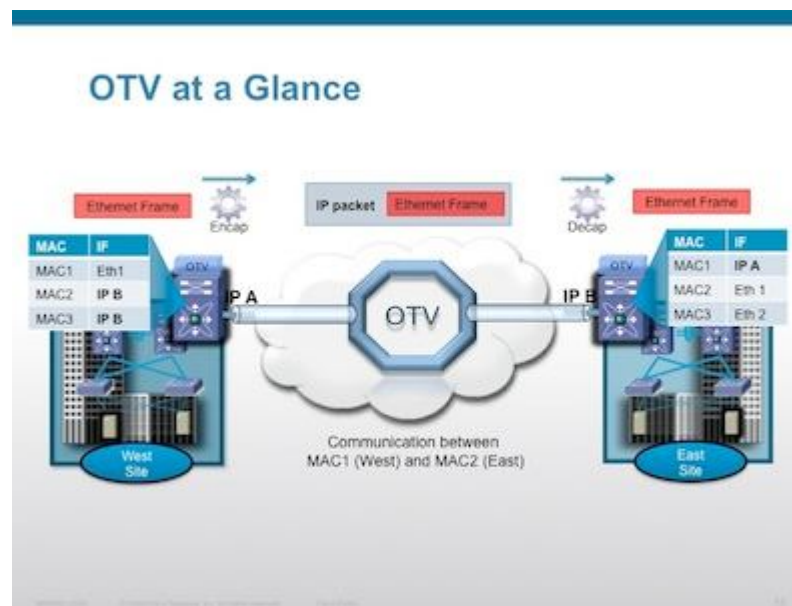 OTV at a Glance
Ethernet Frame
Encap
IP packet Ethernet Frame
Decap
Ethernet Frame
MAC IF
MAC1 Eth1
MAC2 IP B
MAC3 IP B
OTV
IP A
OTV
IP B
OTV
MAC IF
MAC1 IP A
MAC2 Eth 1
MAC3 Eth 2
West
Site
Communication between
MAC1 (West) and MAC2 (East)
East
Site